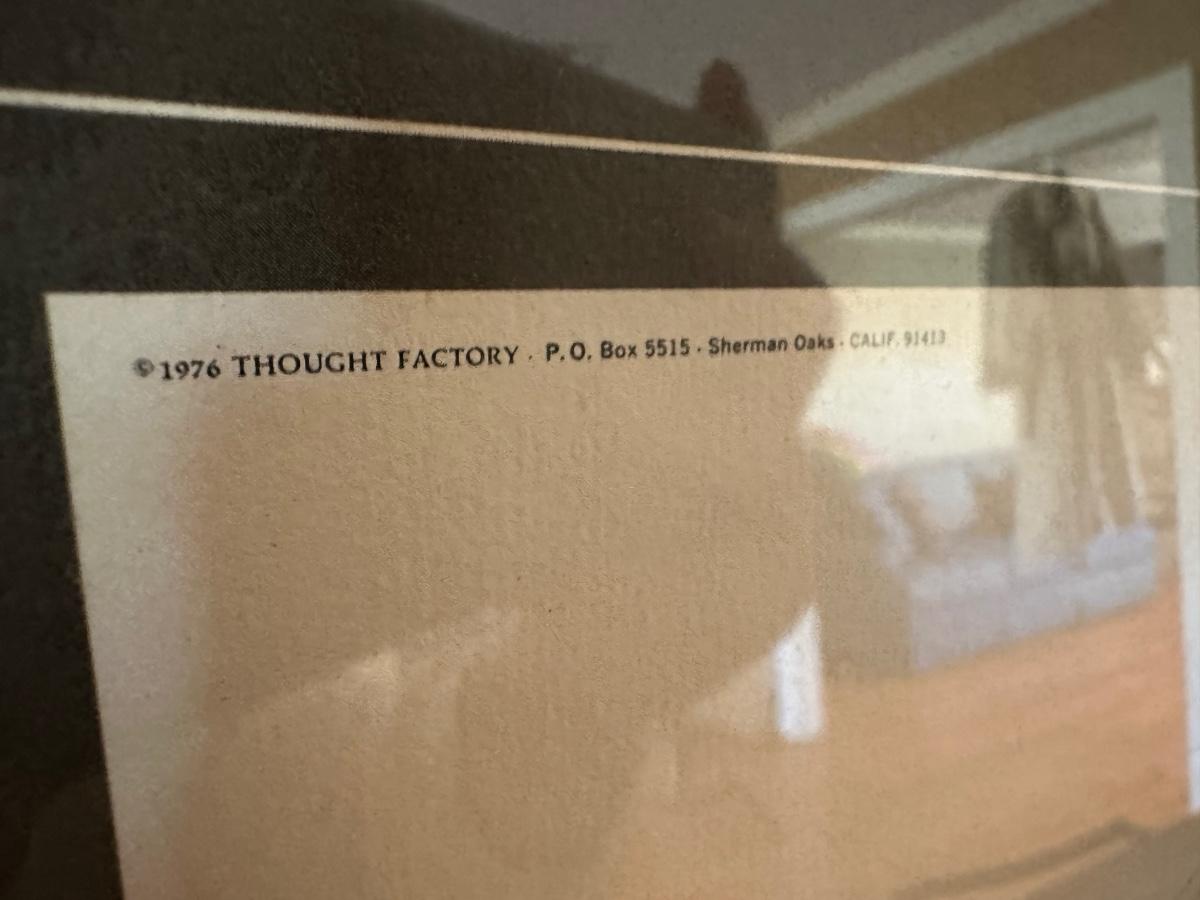 ©1976 THOUGHT FACTORY · P.O. Box 5515 · Sherman Oaks · CALIF. 91413